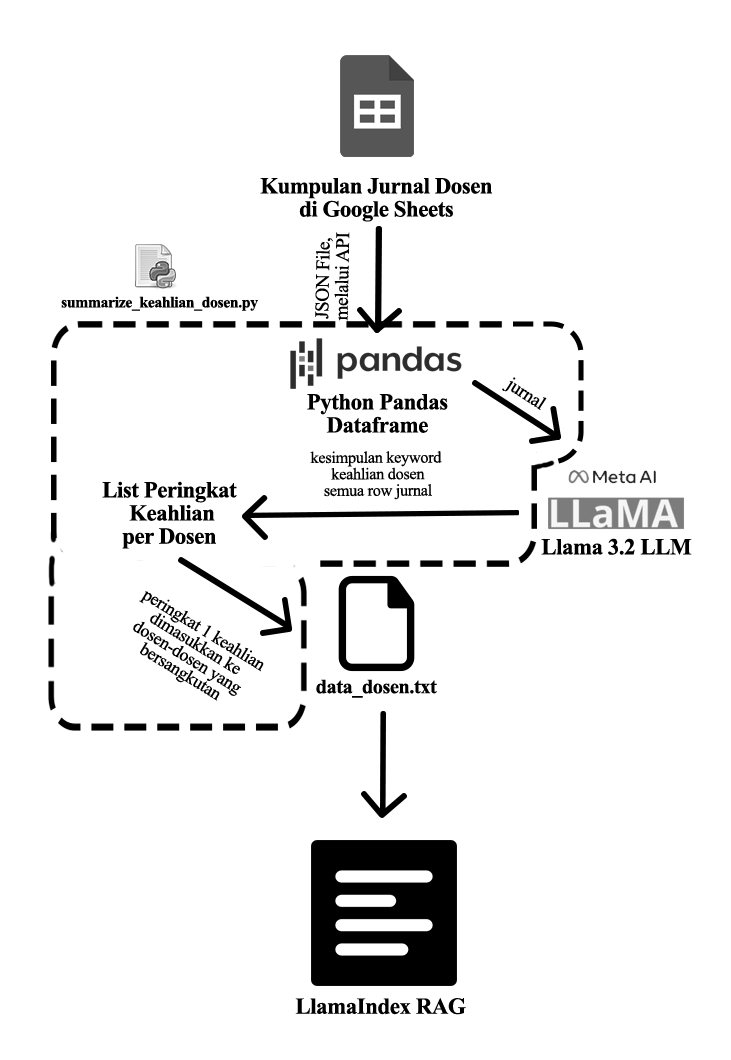 Kumpulan Jurnal Dosen
di Google Sheets
JSON File,
melalui API
summarize_keahlian_dosen.py
pandas
Python Pandas
Dataframe
jurnal
kesimpulan keyword
keahlian dosen
semua row jurnal
Meta AI
LLaMA
Llama 3.2 LLM
List Peringkat
Keahlian
per Dosen
peringkat 1 keahlian
dimasukkan ke
dosen-dosen yang
bersangkutan
data_dosen.txt
LlamaIndex RAG